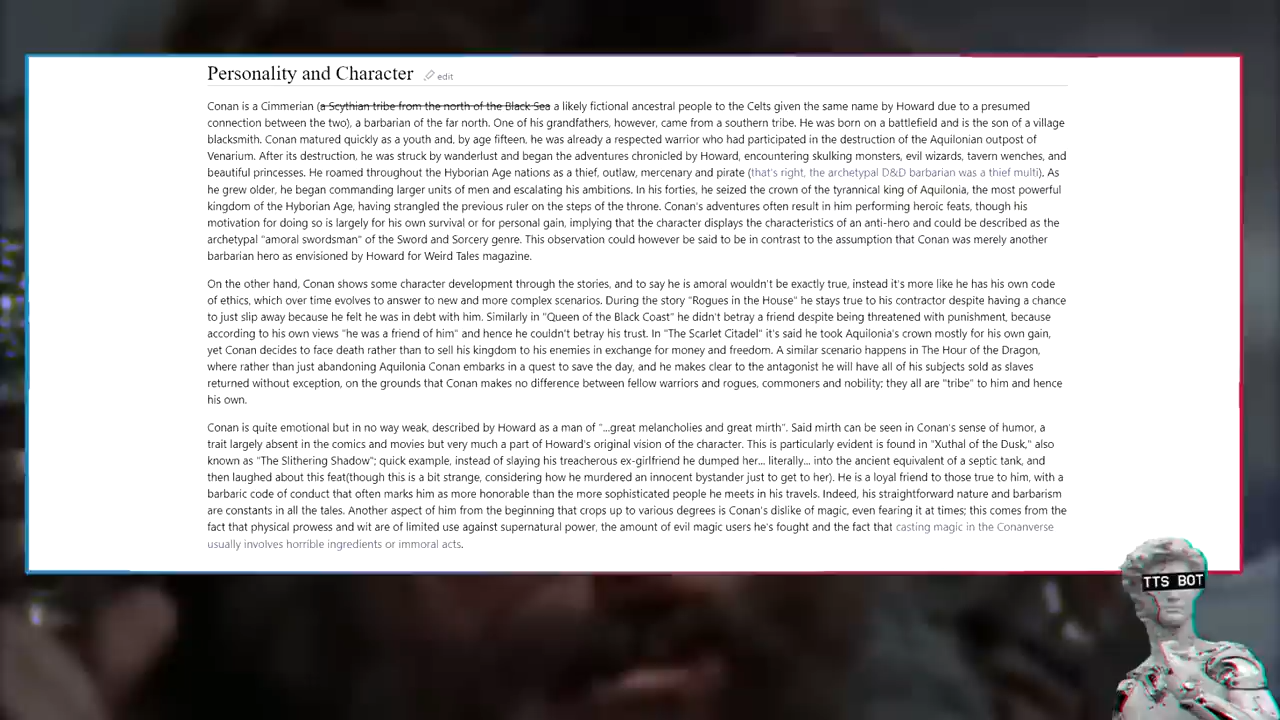 Personality and Character edit
Conan is a Cimmerian (a Scythian tribe from the north of the Black Sea a likely fictional ancestral people to the Celts given the same name by Howard due to a presumed
connection between the two), a barbarian of the far north. One of his grandfathers, however, came from a southern tribe. He was born on a battlefield and is the son of a village
blacksmith. Conan matured quickly as a youth and, by age fifteen, he was already a respected warrior who had participated in the destruction of the Aquilonian outpost of
Venarium. After its destruction, he was struck by wanderlust and began the adventures chronicled by Howard, encountering skulking monsters, evil wizards, tavern wenches, and
beautiful princesses. He roamed throughout the Hyborian Age nations as a thief, outlaw, mercenary and pirate (that's right, the archetypal D&D barbarian was a thief multi). As
he grew older, he began commanding larger units of men and escalating his ambitions. In his forties, he seized the crown of the tyrannical king of Aquilonia, the most powerful
kingdom of the Hyborian Age, having strangled the previous ruler on the steps of the throne. Conan's adventures often result in him performing heroic feats, though his
motivation for doing so is largely for his own survival or for personal gain, implying that the character displays the characteristics of an anti-hero and could be described as the
archetypal "amoral swordsman" of the Sword and Sorcery genre. This observation could however be said to be in contrast to the assumption that Conan was merely another
barbarian hero as envisioned by Howard for Weird Tales magazine.
On the other hand, Conan shows some character development through the stories, and to say he is amoral wouldn't be exactly true, instead it's more like he has his own code
of ethics, which over time evolves to answer to new and more complex scenarios. During the story "Rogues in the House" he stays true to his contractor despite having a chance
to just slip away because he felt he was in debt with him. Similarly in "Queen of the Black Coast" he didn't betray a friend despite being threatened with punishment, because
according to his own views "he was a friend of him" and hence he couldn't betray his trust. In "The Scarlet Citadel" it's said he took Aquilonia's crown mostly for his own gain,
yet Conan decides to face death rather than to sell his kingdom to his enemies in exchange for money and freedom. A similar scenario happens in The Hour of the Dragon,
where rather than just abandoning Aquilonia Conan embarks in a quest to save the day, and he makes clear to the antagonist he will have all of his subjects sold as slaves
returned without exception, on the grounds that Conan makes no difference between fellow warriors and rogues, commoners and nobility; they all are "tribe" to him and hence
his own.
Conan is quite emotional but in no way weak, described by Howard as a man of "...great melancholies and great mirth". Said mirth can be seen in Conan's sense of humor, a
trait largely absent in the comics and movies but very much a part of Howard's original vision of the character. This is particularly evident is found in "Xuthal of the Dusk," also
known as "The Slithering Shadow"; quick example, instead of slaying his treacherous ex-girlfriend he dumped her... literally... into the ancient equivalent of a septic tank, and
then laughed about this feat(though this is a bit strange, considering how he murdered an innocent bystander just to get to her). He is a loyal friend to those true to him, with a
barbaric code of conduct that often marks him as more honorable than the more sophisticated people he meets in his travels. Indeed, his straightforward nature and barbarism
are constants in all the tales. Another aspect of him from the beginning that crops up to various degrees is Conan's dislike of magic, even fearing it at times; this comes from the
fact that physical prowess and wit are of limited use against supernatural power, the amount of evil magic users he's fought and the fact that casting magic in the Conanverse
usually involves horrible ingredients or immoral acts.
TTS BOT